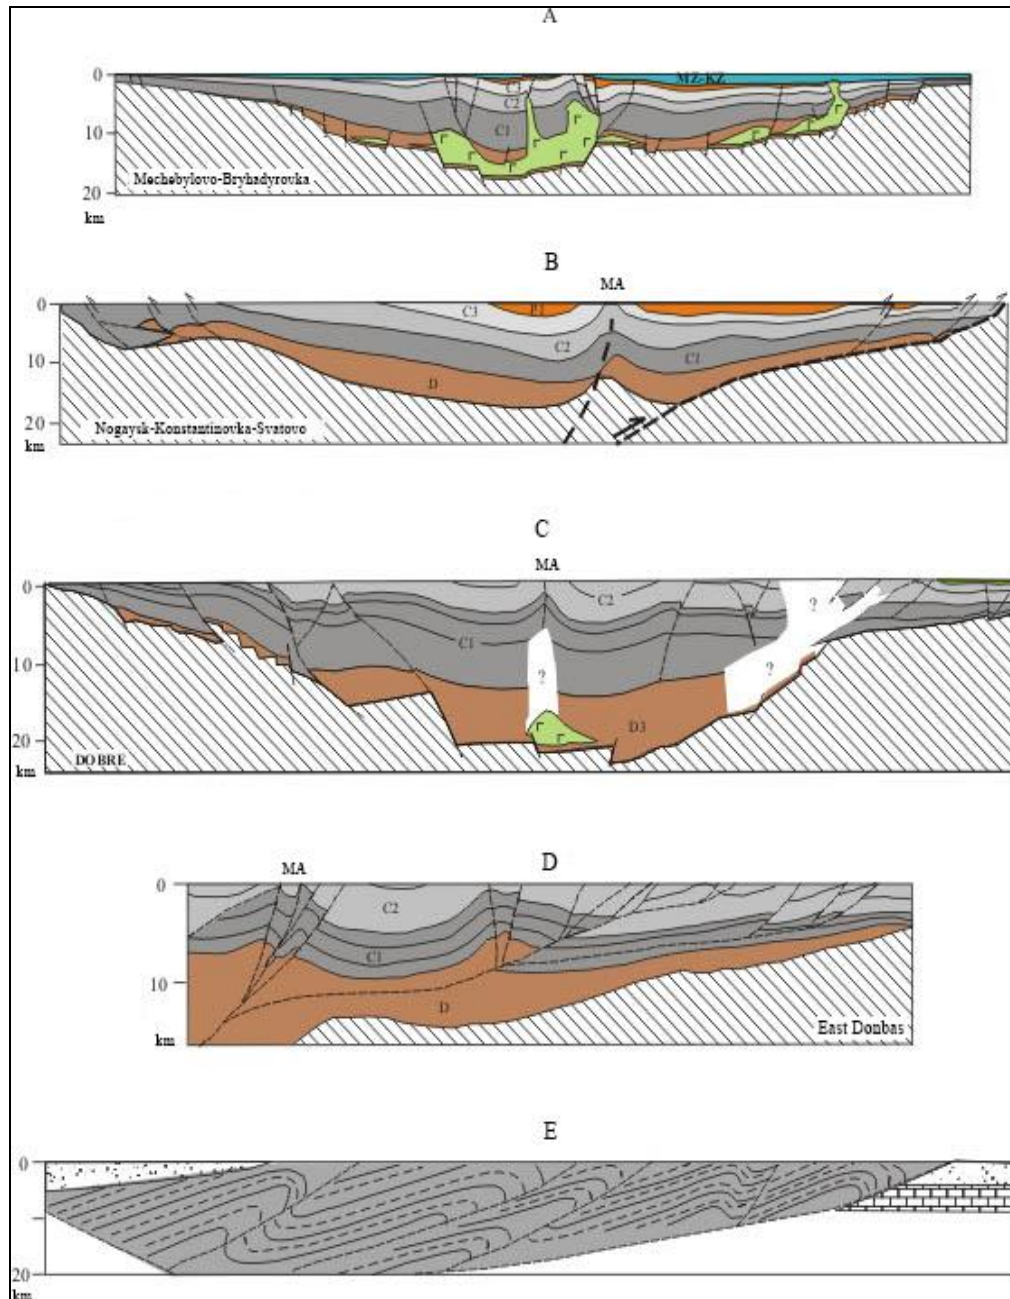 A
0
10
20
km
MZ-KZ
C3
C2
C1
Mechebylovo-Bryhadyrovka
B
MA
0
10
20
km
C3
P1
C2
C1
D
Nogaysk-Konstantinovka-Svatovo
C
MA
0
10
20
km
C2
C1
?
?
?
D3
DOBRE
D
MA
0
10
km
C2
C1
D
East Donbas
E
0
20
km